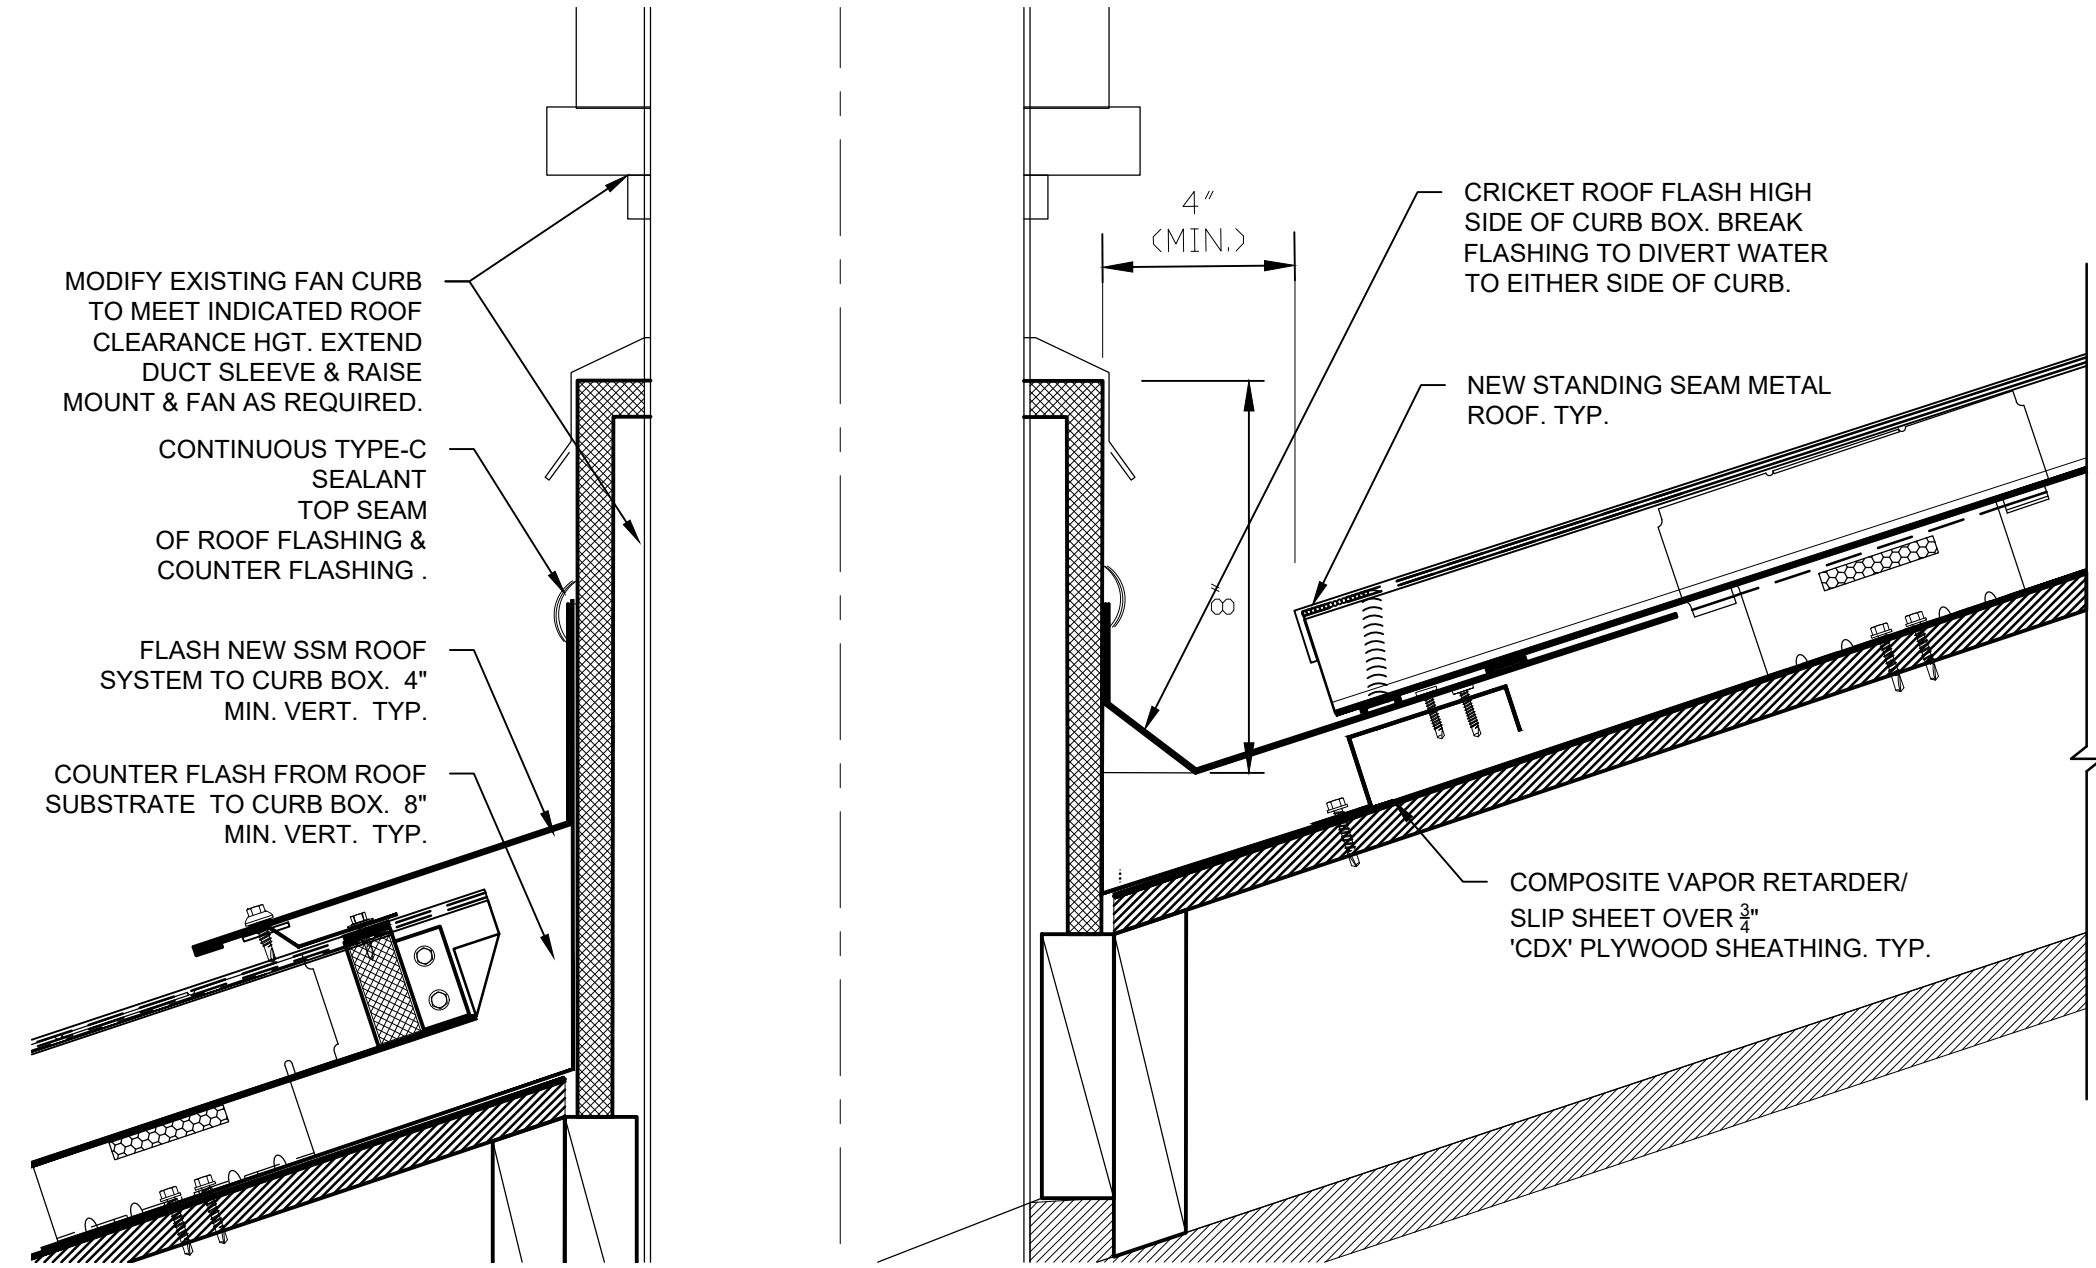 MODIFY EXISTING FAN CURB
TO MEET INDICATED ROOF
CLEARANCE HGT. EXTEND
DUCT SLEEVE & RAISE
MOUNT & FAN AS REQUIRED.
CONTINUOUS TYPE-C
SEALANT
TOP SEAM
OF ROOF FLASHING &
COUNTER FLASHING .
FLASH NEW SSM ROOF
SYSTEM TO CURB BOX. 4"
MIN. VERT. TYP.
COUNTER FLASH FROM ROOF
SUBSTRATE TO CURB BOX. 8"
MIN. VERT. TYP.
4"
(MIN.)
8"
CRICKET ROOF FLASH HIGH
SIDE OF CURB BOX. BREAK
FLASHING TO DIVERT WATER
TO EITHER SIDE OF CURB.
NEW STANDING SEAM METAL
ROOF. TYP.
COMPOSITE VAPOR RETARDER/
SLIP SHEET OVER 3/4"
'CDX' PLYWOOD SHEATHING. TYP.